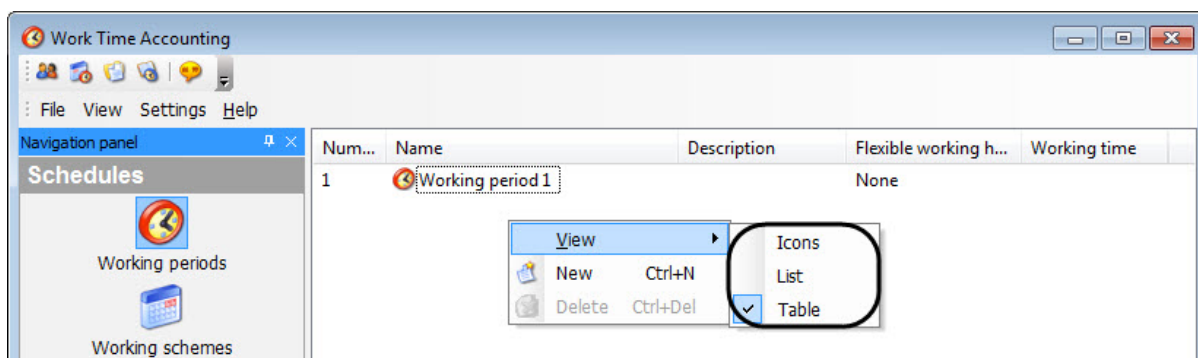 Work Time Accounting
File View Settings Help
Navigation panel
Schedules
Working periods
Working schemes
Num... Name Description Flexible working h... Working time
1 Working period 1 None
View
New Ctrl+N
Delete Ctrl+Del
Icons
List
Table